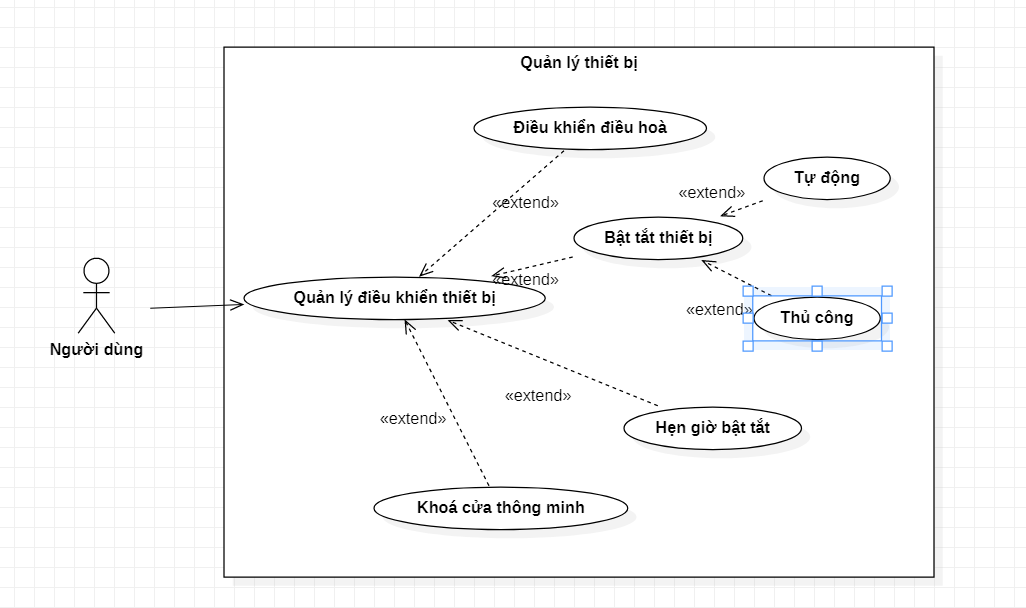 Quản lý thiết bị
Điều khiển điều hoà
Tự động
«extend»
«extend»
Bật tắt thiết bị
«extend»
Quản lý điều khiển thiết bị
«extend»
Thủ công
Người dùng
«extend»
«extend»
Hẹn giờ bật tắt
Khoá cửa thông minh